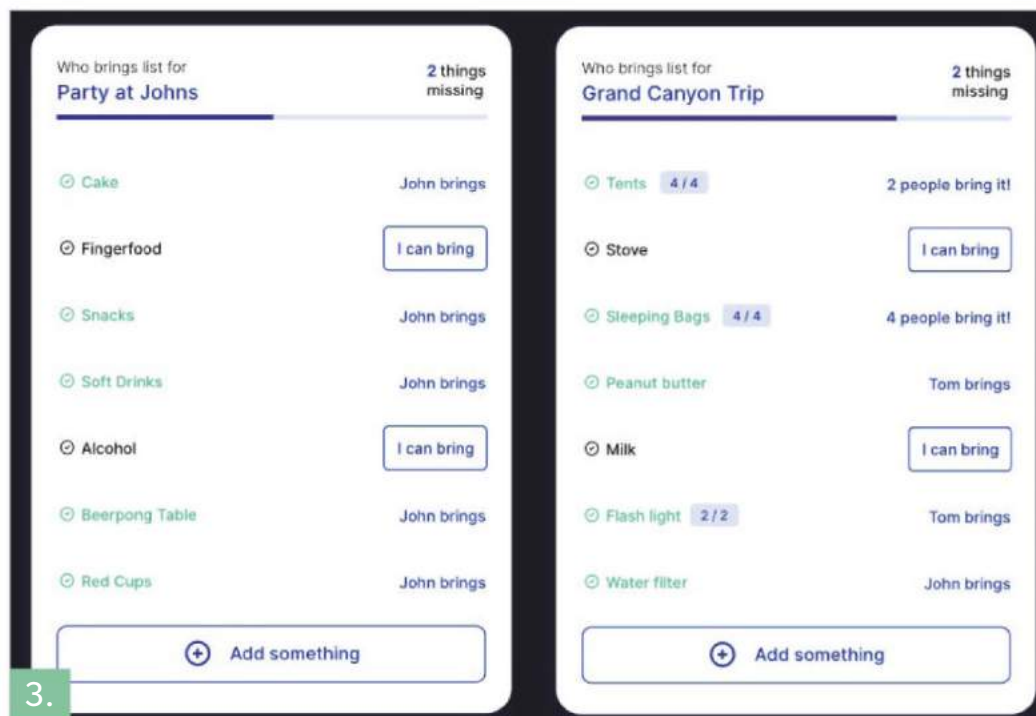 Who brings list for
Party at Johns
2 things
missing
Cake
John brings
Fingerfood
I can bring
Snacks
John brings
Soft Drinks
John brings
Alcohol
I can bring
Beerpong Table
John brings
Red Cups
John brings
Add something
Who brings list for
Grand Canyon Trip
2 things
missing
Tents 4/4
2 people bring it!
Stove
I can bring
Sleeping Bags 4/4
4 people bring it!
Peanut butter
Tom brings
Milk
I can bring
Flash light 2/2
Tom brings
Water filter
John brings
Add something
3.